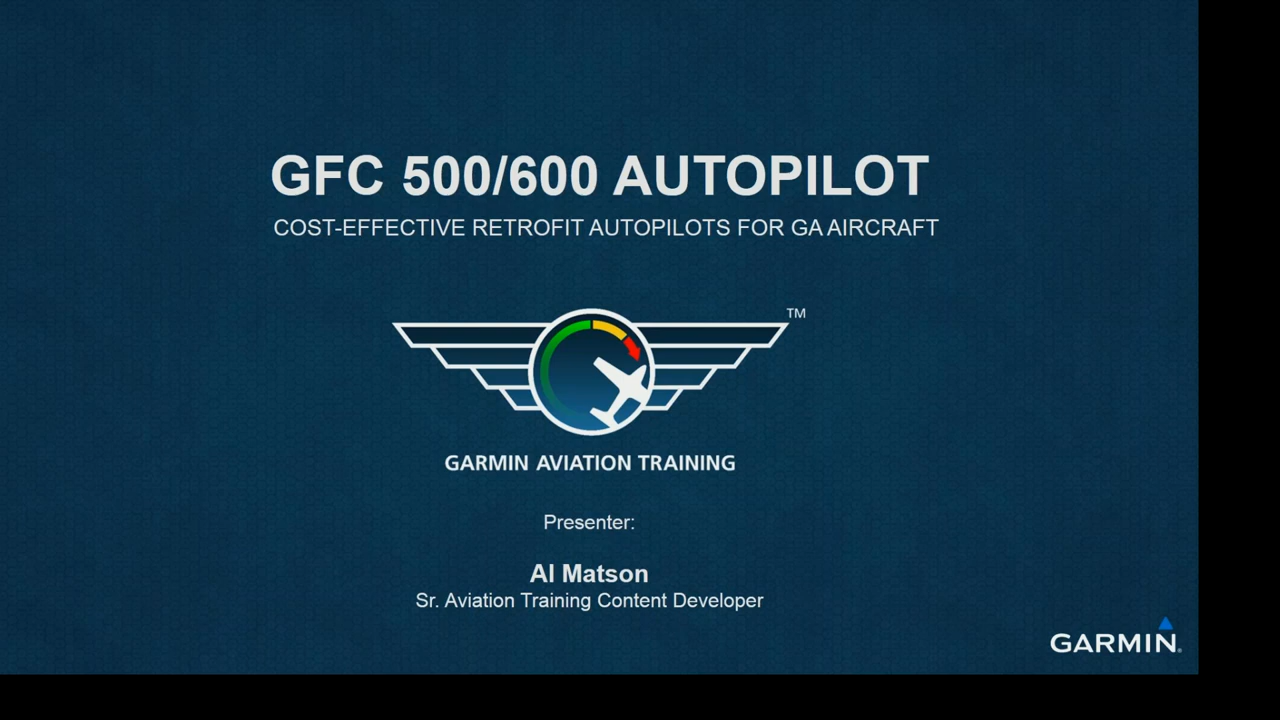 GFC 500/600 AUTOPILOT
COST-EFFECTIVE RETROFIT AUTOPILOTS FOR GA AIRCRAFT
TM
GARMIN AVIATION TRAINING
Presenter:
Al Matson
Sr. Aviation Training Content Developer
GARMIN®